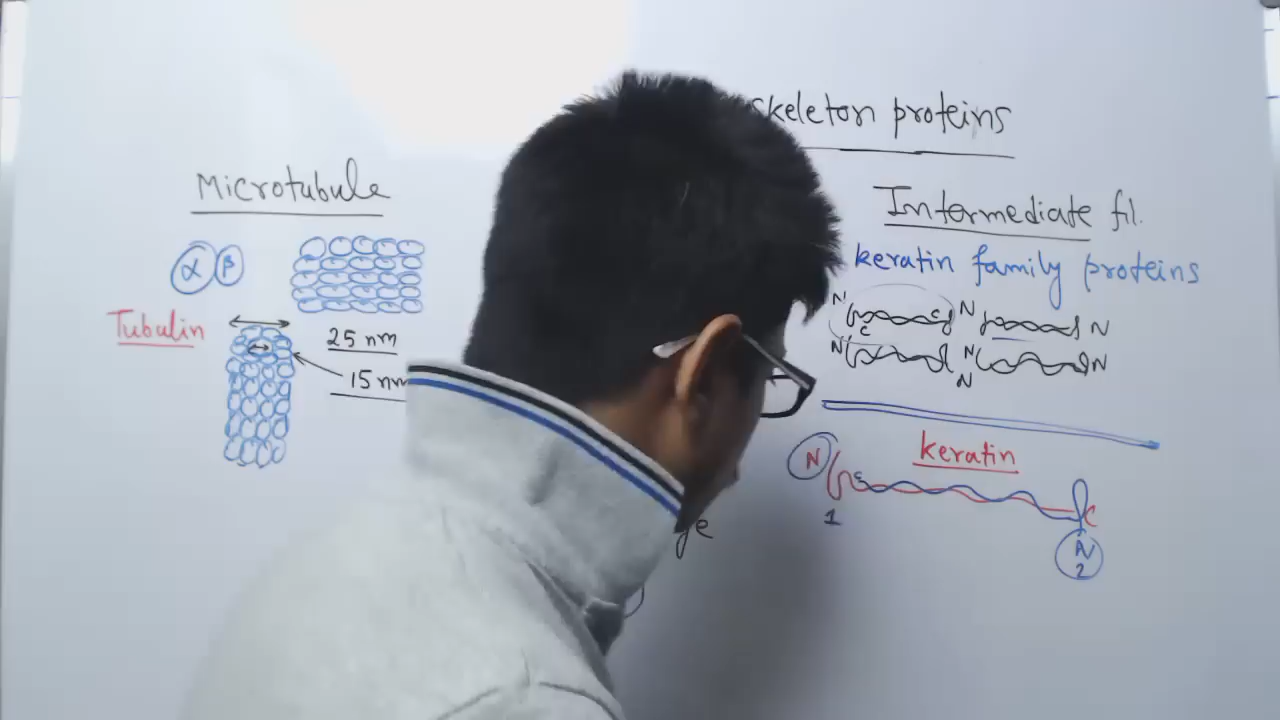 skeleton proteins
Microtubule
α β
Tubulin
25 nm
15 nm
Intermediate fil.
keratin family proteins
N C N N
C
N N N
N
keratin
N C C
1
N
2